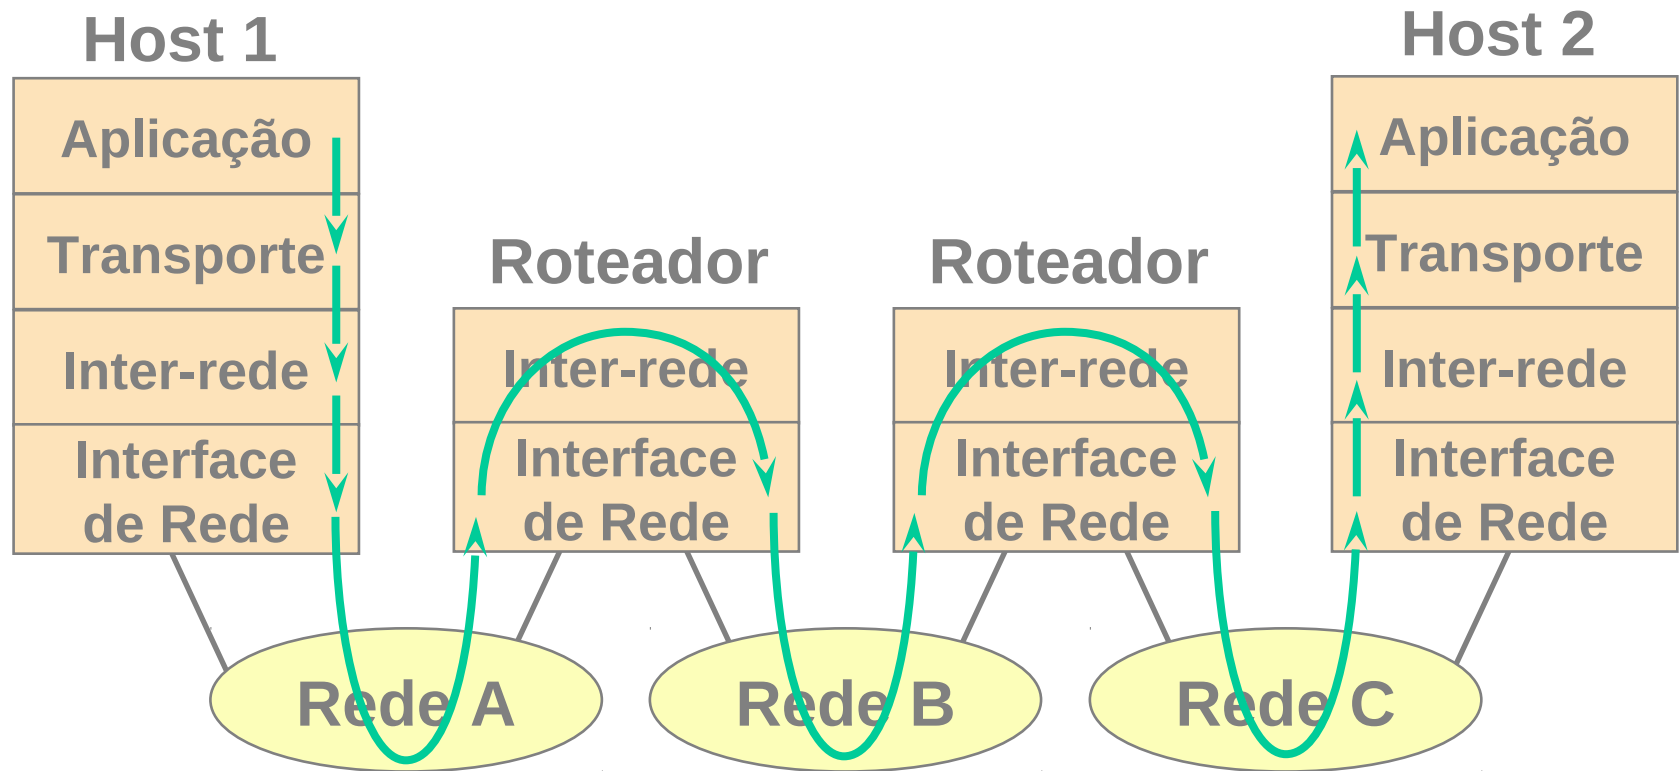 Host 1
Aplicação
Transporte
Inter-rede
Interface
de Rede
Roteador
Inter-rede
Interface
de Rede
Roteador
Inter-rede
Interface
de Rede
Host 2
Aplicação
Transporte
Inter-rede
Interface
de Rede
Rede A
Rede B
Rede C